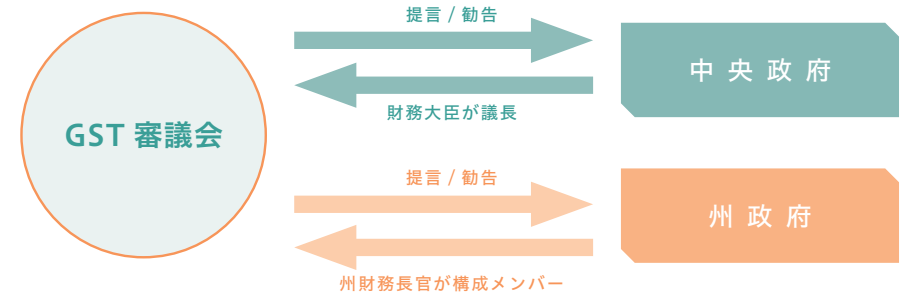 提言 / 勧告
中央政府
財務大臣が議長
GST 審議会
提言 / 勧告
州政府
州財務長官が構成メンバー